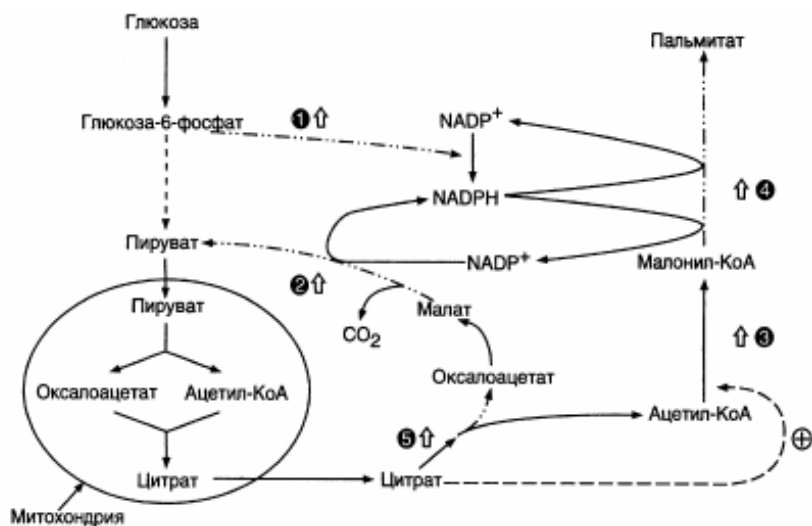 Глюкоза
Пальмитат
Глюкоза-6-фосфат
❶⇧
NADP⁺
NADPH
⇧❹
Пируват
NADP⁺
Малонил-КоА
❷⇧
Пируват
Малат
CO₂
⇧❸
Оксалоацетат
Ацетил-КоА
Оксалоацетат
Ацетил-КоА
❺⇧
⊕
Цитрат
Цитрат
Митохондрия